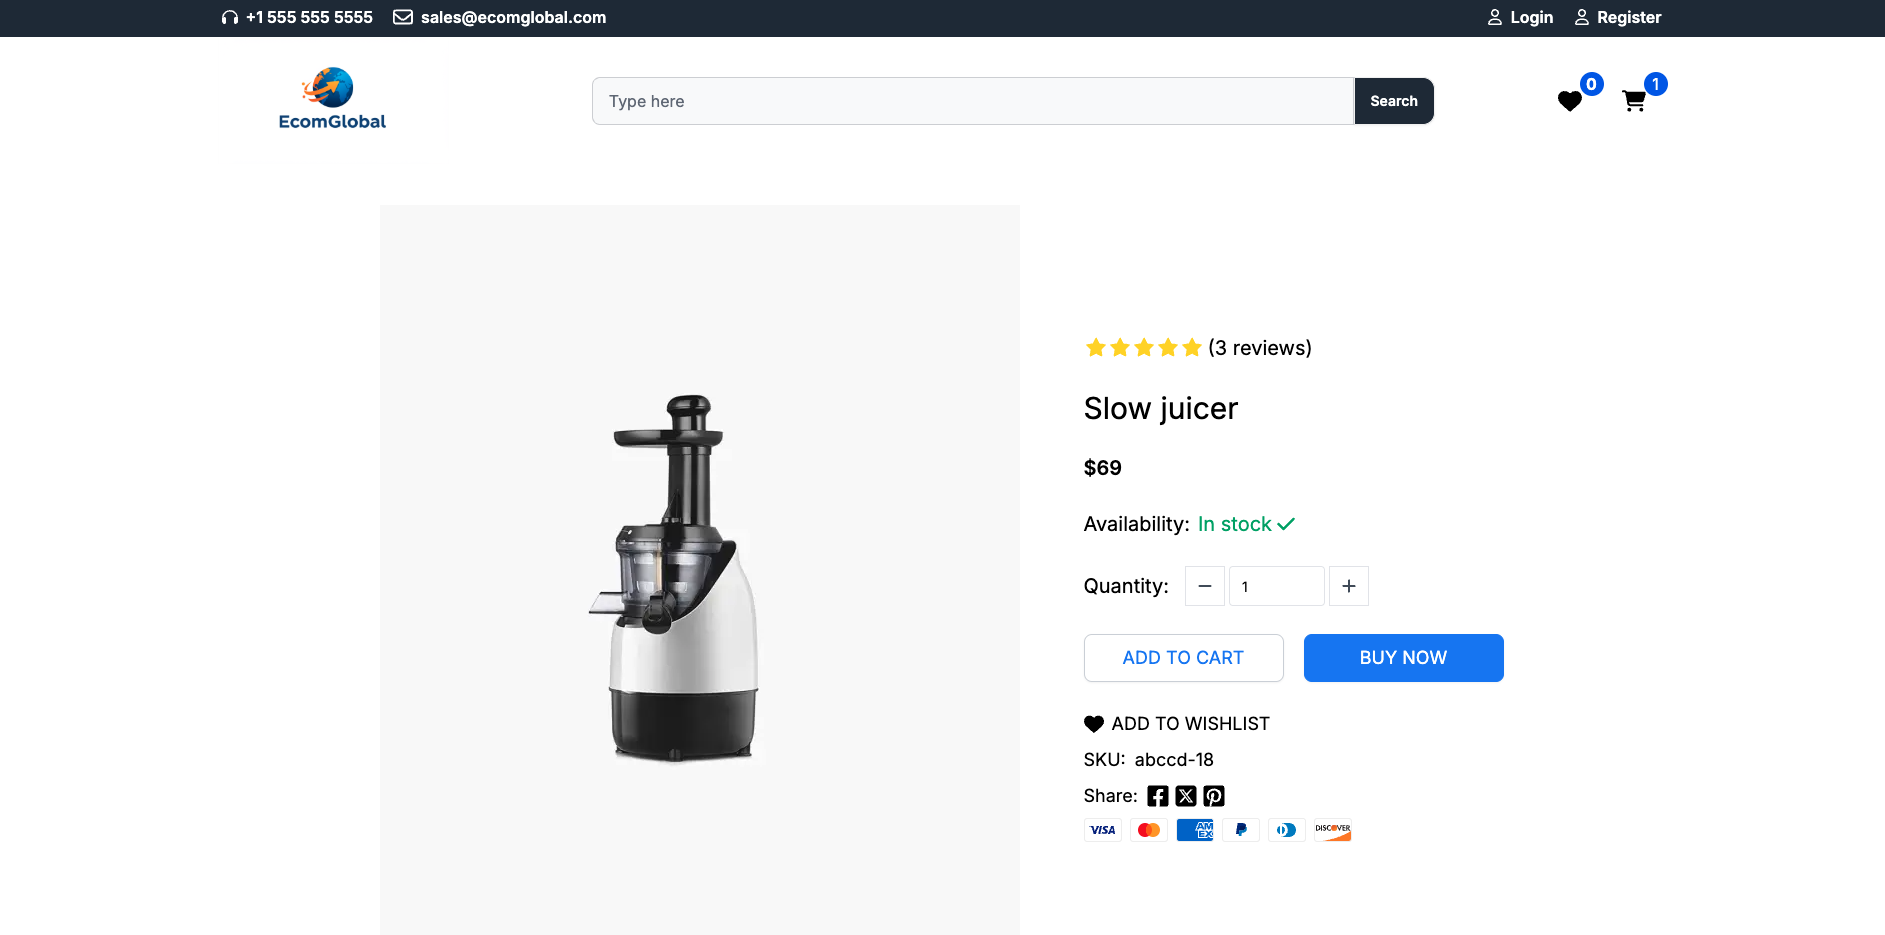 +1 555 555 5555 sales@ecomglobal.com Login Register
EcomGlobal
Type here Search 0 1
(3 reviews)
Slow juicer
$69
Availability: In stock
Quantity: 1
ADD TO CART BUY NOW
ADD TO WISHLIST
SKU: abccd-18
Share:
VISA AM EX DISCOVER